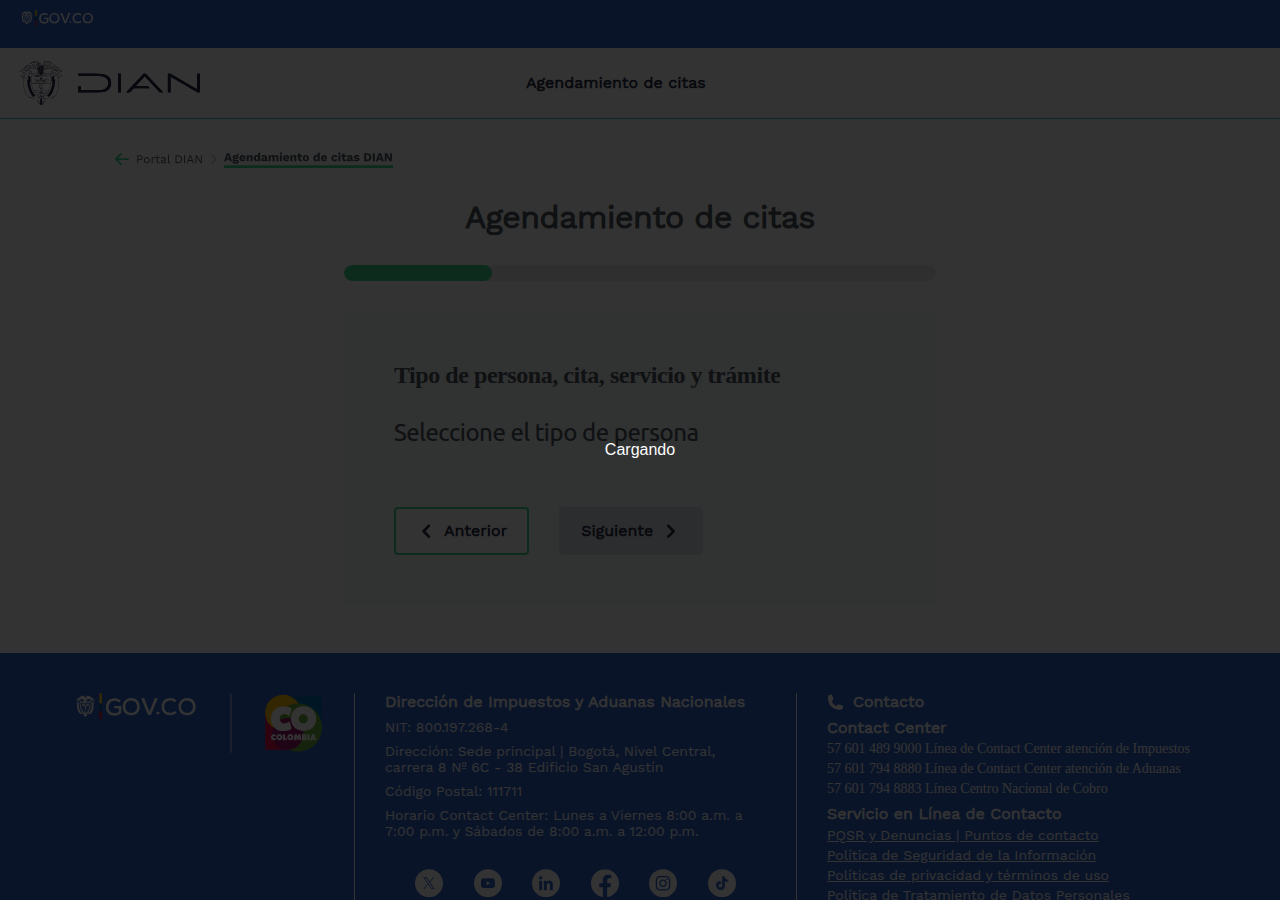 GOV.CO
DIAN
Agendamiento de citas
Portal DIAN
Agendamiento de citas DIAN
Agendamiento de citas
Tipo de persona, cita, servicio y trámite
Seleccione el tipo de persona
Cargando
Anterior
Siguiente
GOV.CO
CO
COLOMBIA
Dirección de Impuestos y Aduanas Nacionales
NIT: 800.197.268-4
Dirección: Sede principal | Bogotá, Nivel Central,
carrera 8 Nº 6C - 38 Edificio San Agustín
Código Postal: 111711
Horario Contact Center: Lunes a Viernes 8:00 a.m. a
7:00 p.m. y Sábados de 8:00 a.m. a 12:00 p.m.
Contacto
Contact Center
57 601 489 9000 Línea de Contact Center atención de Impuestos
57 601 794 8880 Línea de Contact Center atención de Aduanas
57 601 794 8883 Línea Centro Nacional de Cobro
Servicio en Línea de Contacto
PQSR y Denuncias | Puntos de contacto
Política de Seguridad de la Información
Políticas de privacidad y términos de uso
Política de Tratamiento de Datos Personales